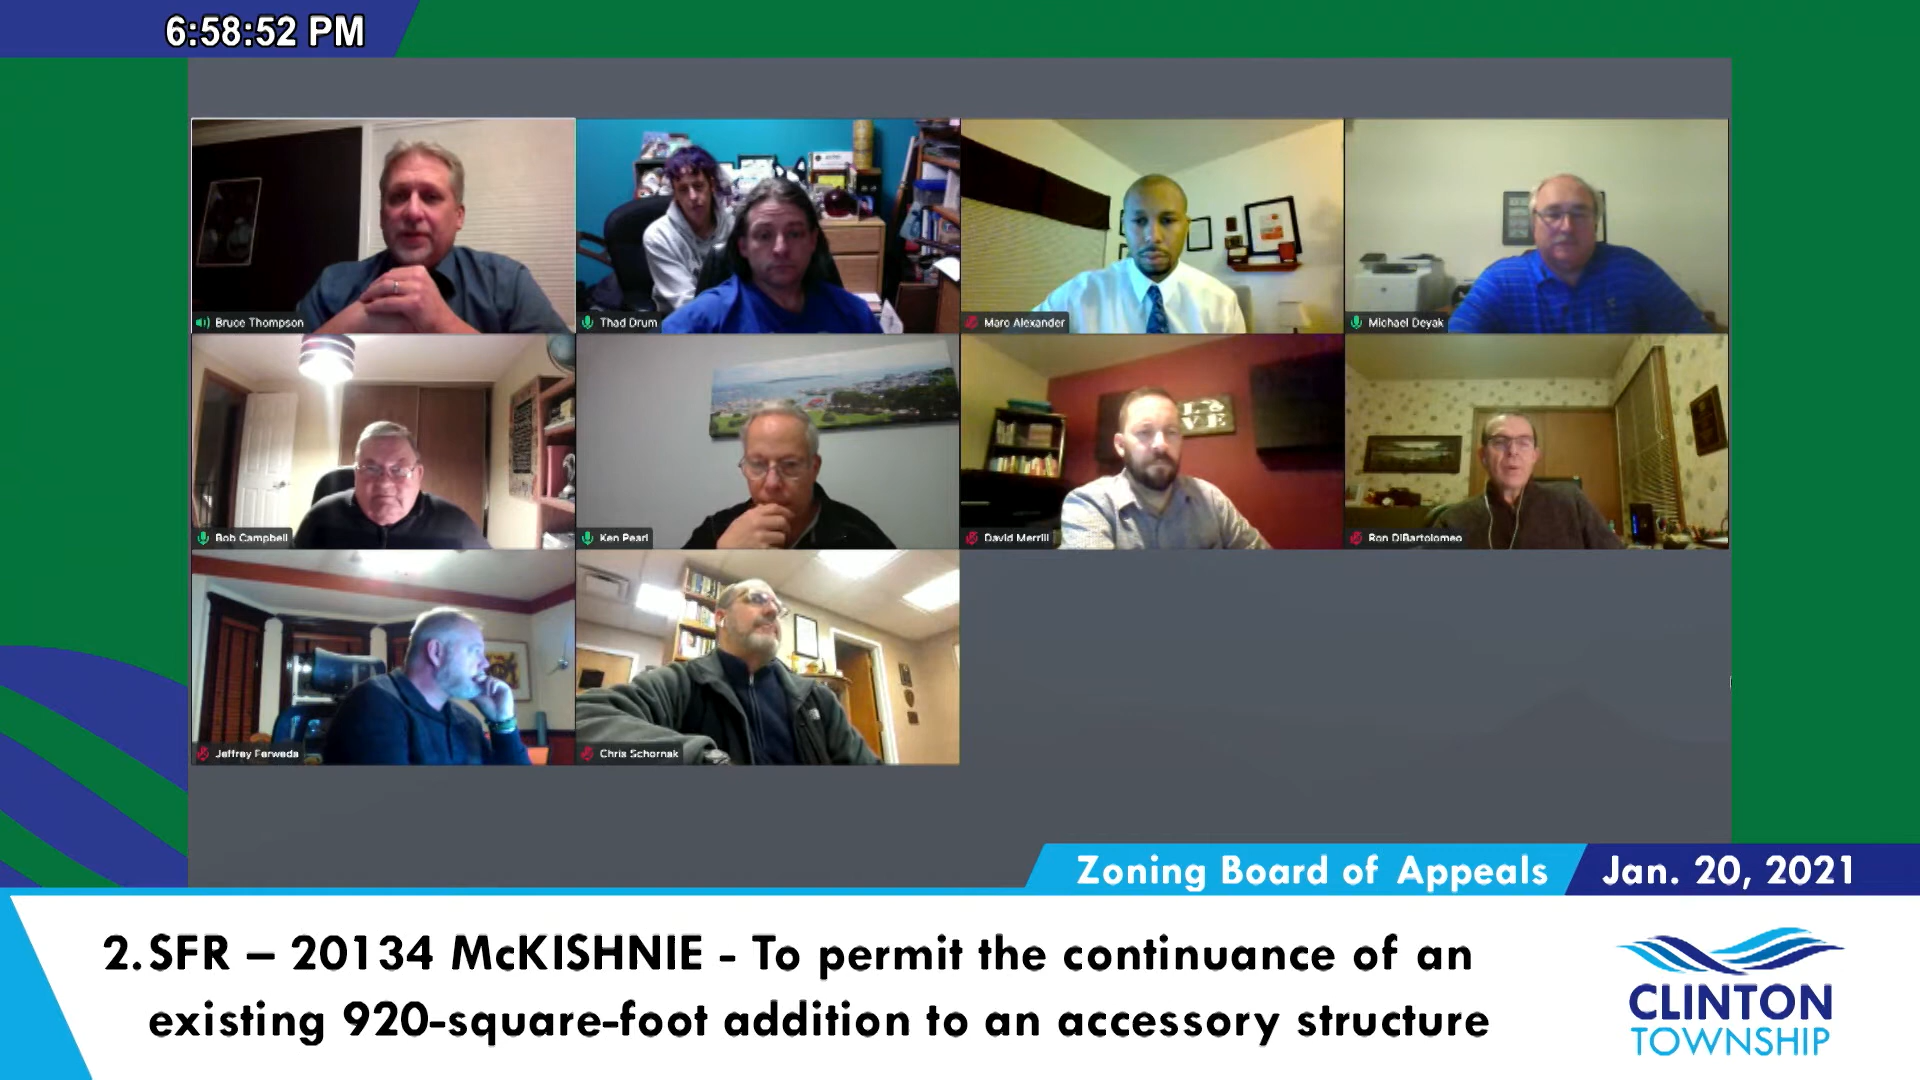 6:58:52 PM
Bruce Thompson
Thad Drum
Marc Alexander
Michael Deyak
Bob Campbell
Ken Pearl
LOVE
David Merrill
Ron DiBartolomeo
Jeffrey Ferweda
Chris Schornak
Zoning Board of Appeals
Jan. 20, 2021
2. SFR – 20134 McKISHNIE - To permit the continuance of an
existing 920-square-foot addition to an accessory structure
CLINTON
TOWNSHIP